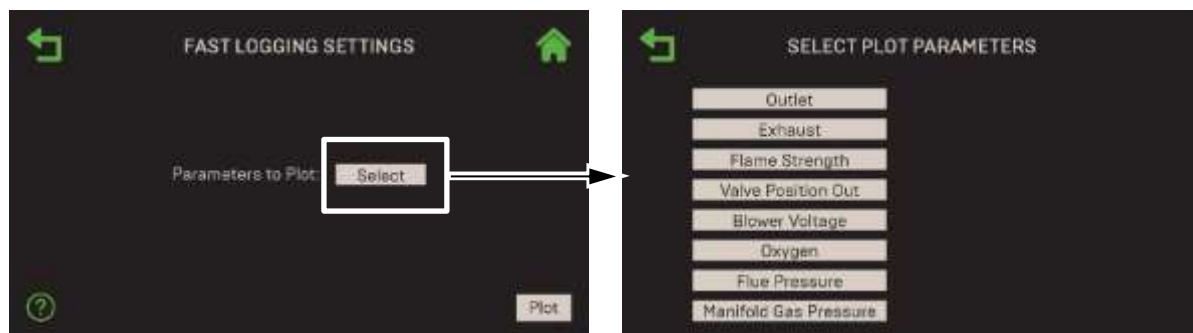 FAST LOGGING SETTINGS
Parameters to Plot:
Select
?
Plot
SELECT PLOT PARAMETERS
Outlet
Exhaust
Flame Strength
Valve Position Out
Blower Voltage
Oxygen
Flue Pressure
Manifold Gas Pressure